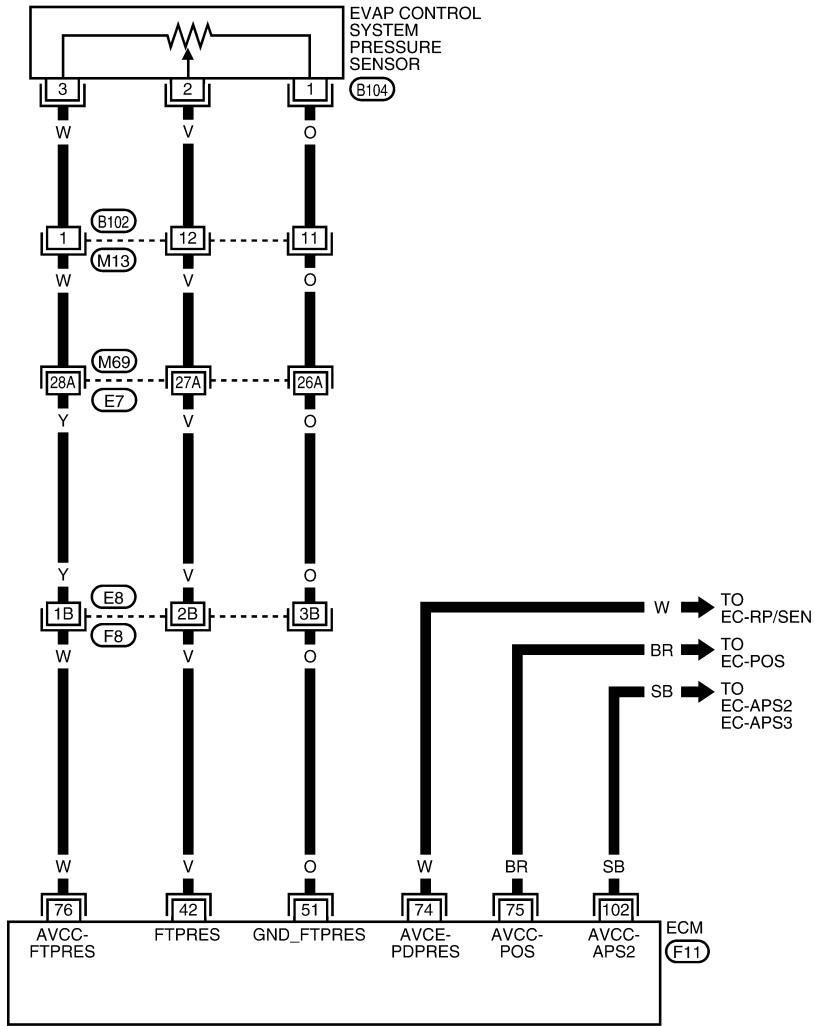 EVAP CONTROL
SYSTEM
PRESSURE
SENSOR
3 2 1 B104
W V O
B102
1 12 11
M13
W V O
M69
28A 27A 26A
E7
Y V O
Y V O
E8
1B 2B 3B
F8
W V O
W TO
EC-RP/SEN
BR TO
EC-POS
SB TO
EC-APS2
EC-APS3
W V O W BR SB
76 42 51 74 75 102
AVCC-
FTPRES
FTPRES
GND_FTPRES
AVCE-
PDPRES
AVCC-
POS
AVCC-
APS2
ECM
F11